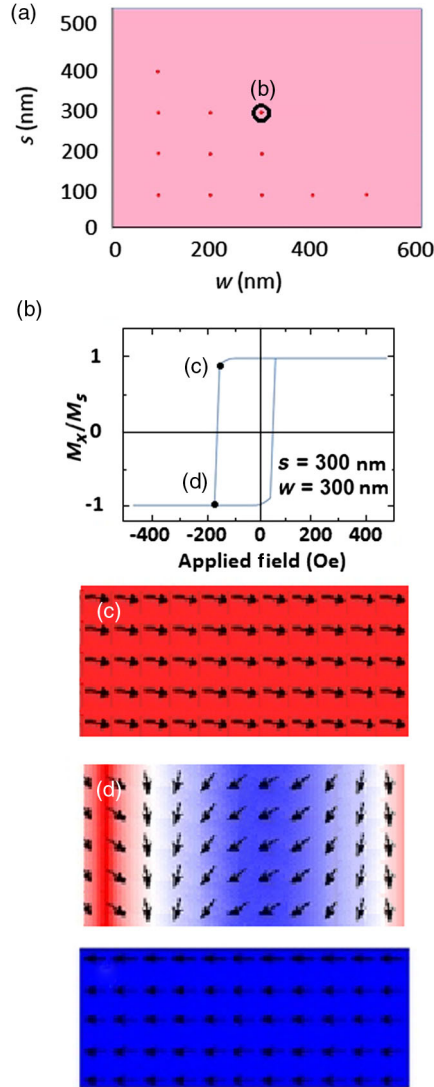 (a)
500
400
300
200
100
0
s (nm)
(b)
0 200 400 600
w (nm)
(b)
1
0
-1
Mx/Ms
(c)
(d)
s = 300 nm
w = 300 nm
-400 -200 0 200 400
Applied field (Oe)
(c)
(d)